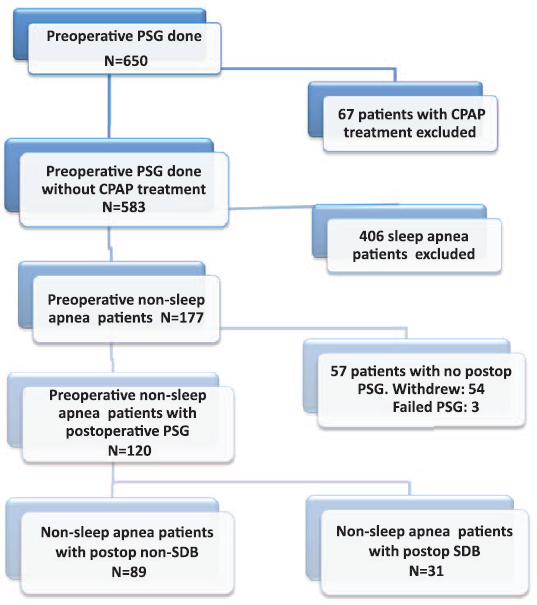 Preoperative PSG done
N=650
67 patients with CPAP
treatment excluded
Preoperative PSG done
without CPAP treatment
N=583
406 sleep apnea
patients excluded
Preoperative non-sleep
apnea patients N=177
57 patients with no postop
PSG. Withdrew: 54
Failed PSG: 3
Preoperative non-sleep
apnea patients with
postoperative PSG
N=120
Non-sleep apnea patients
with postop non-SDB
N=89
Non-sleep apnea patients
with postop SDB
N=31